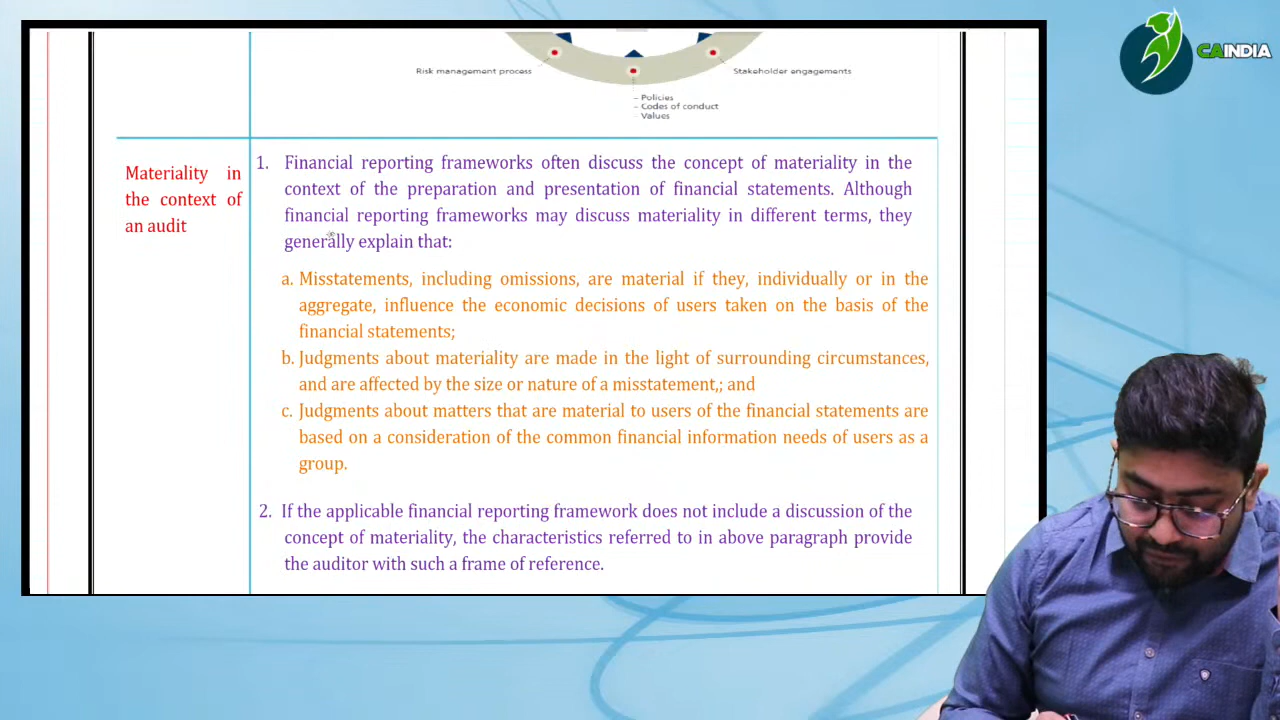 CAINDIA
Risk management process
Stakeholder engagements
– Policies
– Codes of conduct
– Values
Materiality in
the context of
an audit
1. Financial reporting frameworks often discuss the concept of materiality in the
context of the preparation and presentation of financial statements. Although
financial reporting frameworks may discuss materiality in different terms, they
generally explain that:
a. Misstatements, including omissions, are material if they, individually or in the
aggregate, influence the economic decisions of users taken on the basis of the
financial statements;
b. Judgments about materiality are made in the light of surrounding circumstances,
and are affected by the size or nature of a misstatement,; and
c. Judgments about matters that are material to users of the financial statements are
based on a consideration of the common financial information needs of users as a
group.
2. If the applicable financial reporting framework does not include a discussion of the
concept of materiality, the characteristics referred to in above paragraph provide
the auditor with such a frame of reference.